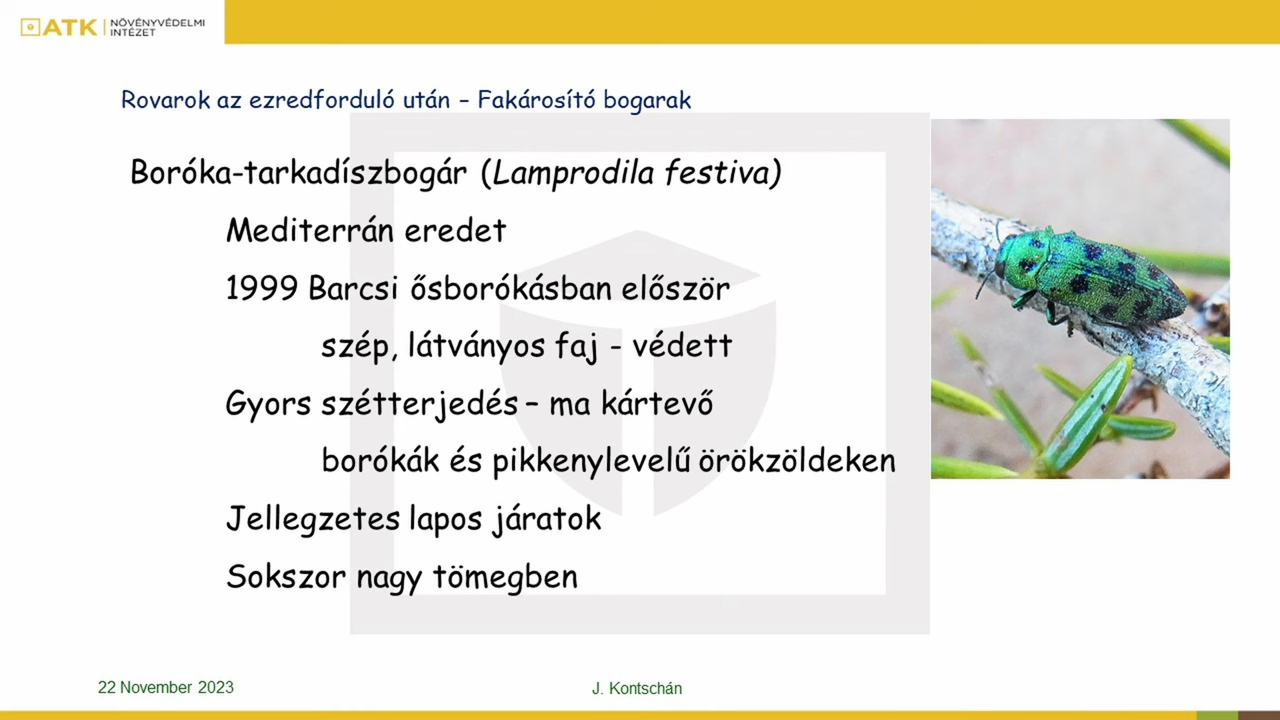 ATK NÖVÉNYVÉDELMI INTÉZET
Rovarok az ezredforduló után – Fakárosító bogarak
Boróka-tarkadíszbogár (Lamprodila festiva)
Mediterrán eredet
1999 Barcsi ősborókásban először
szép, látványos faj - védett
Gyors szétterjedés – ma kártevő
borókák és pikkenylevelű örökzöldeken
Jellegzetes lapos járatok
Sokszor nagy tömegben
22 November 2023
J. Kontschán